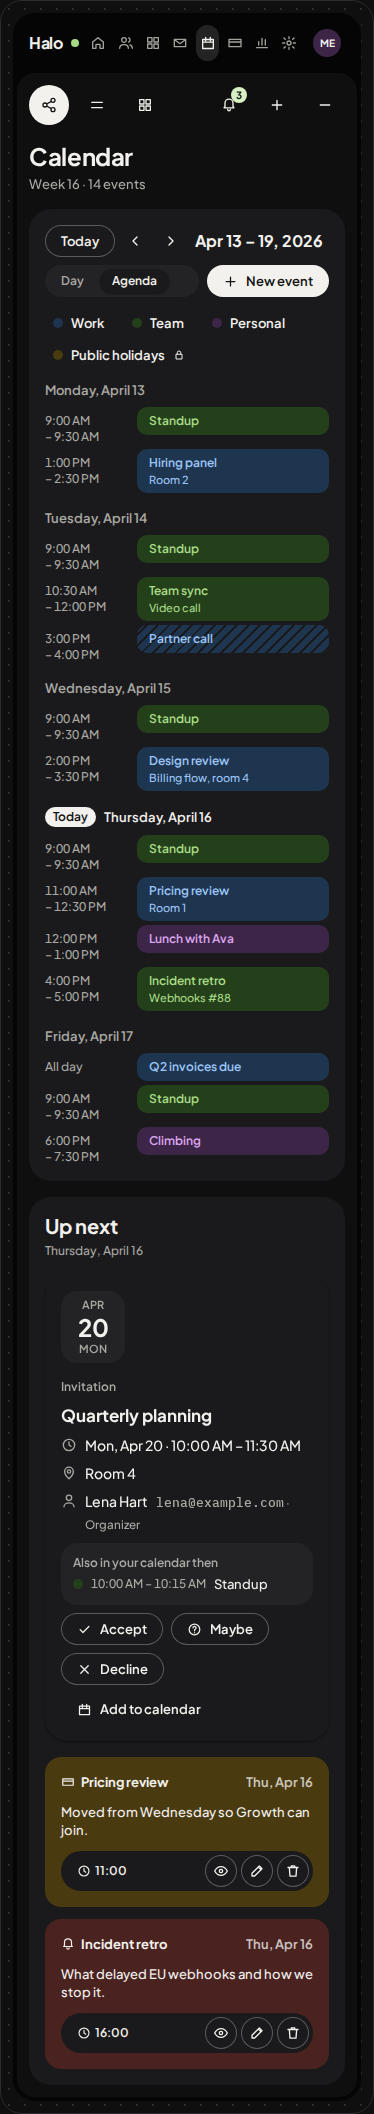 Halo
ME
3
Calendar
Week 16 · 14 events
Today
Apr 13 – 19, 2026
Day
Agenda
New event
Work
Team
Personal
Public holidays
Monday, April 13
9:00 AM
– 9:30 AM
Standup
1:00 PM
– 2:30 PM
Hiring panel
Room 2
Tuesday, April 14
9:00 AM
– 9:30 AM
Standup
10:30 AM
– 12:00 PM
Team sync
Video call
3:00 PM
– 4:00 PM
Partner call
Wednesday, April 15
9:00 AM
– 9:30 AM
Standup
2:00 PM
– 3:30 PM
Design review
Billing flow, room 4
Today
Thursday, April 16
9:00 AM
– 9:30 AM
Standup
11:00 AM
– 12:30 PM
Pricing review
Room 1
12:00 PM
– 1:00 PM
Lunch with Ava
4:00 PM
– 5:00 PM
Incident retro
Webhooks #88
Friday, April 17
All day
Q2 invoices due
9:00 AM
– 9:30 AM
Standup
6:00 PM
– 7:30 PM
Climbing
Up next
Thursday, April 16
APR
20
MON
Invitation
Quarterly planning
Mon, Apr 20 · 10:00 AM – 11:30 AM
Room 4
Lena Hart lena@example.com ·
Organizer
Also in your calendar then
10:00 AM – 10:15 AM Standup
Accept
Maybe
Decline
Add to calendar
Pricing review
Thu, Apr 16
Moved from Wednesday so Growth can
join.
11:00
Incident retro
Thu, Apr 16
What delayed EU webhooks and how we
stop it.
16:00